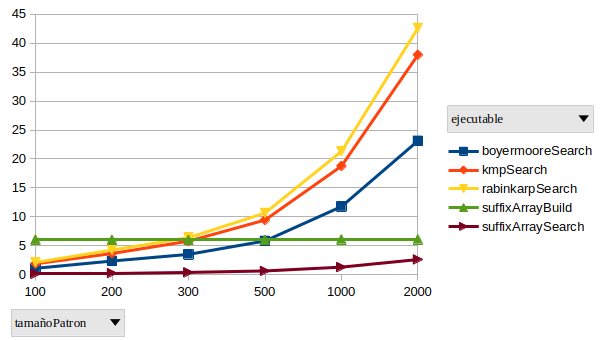 45
40
35
30
25
20
15
10
5
0
100 200 300 500 1000 2000
tamañoPatron
ejecutable
boyermooreSearch
kmpSearch
rabinkarpSearch
suffixArrayBuild
suffixArraySearch